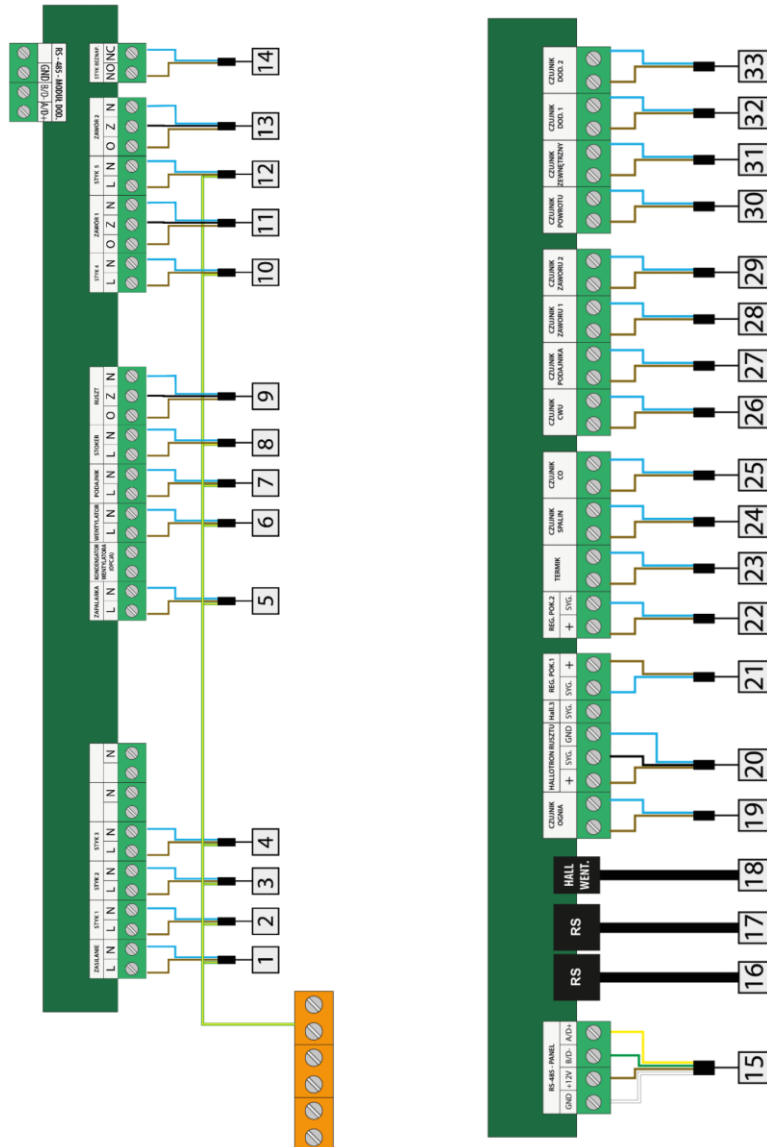 RS - 485 - MODUŁ DOD.
GND B/D- A/D+
STYK BEZNAP.
NO NC
14
ZAWÓR 2
O Z N
13
STYK 5
L N
12
ZAWÓR 1
O Z N
11
STYK 4
L N
10
RUSZT
O Z N
9
STOKER
L N
8
PODAJNIK
L N
7
WENTYLATOR
L N
6
KONDENSATOR
WENTYLATORA
(OPCJA)
ZAPALARKA
L N
5
N
N
STYK 3
L N
4
STYK 2
L N
3
STYK 1
L N
2
ZASILANIE
L N
1
CZUJNIK
DOD. 2
33
CZUJNIK
DOD. 1
32
CZUJNIK
ZEWNĘTRZNY
31
CZUJNIK
POWROTU
30
CZUJNIK
ZAWORU 2
29
CZUJNIK
ZAWORU 1
28
CZUJNIK
PODAJNIKA
27
CZUJNIK
CWU
26
CZUJNIK
CO
25
CZUJNIK
SPALIN
24
TERMIK
23
REG. POK.2
+ SYG.
22
REG. POK.1
SYG. +
21
Hall.3
SYG.
HALLOTRON RUSZTU
+ SYG. GND
20
CZUJNIK
OGNIA
19
HALL
WENT.
18
RS
17
RS
16
RS-485 - PANEL
GND +12V B/D- A/D+
15